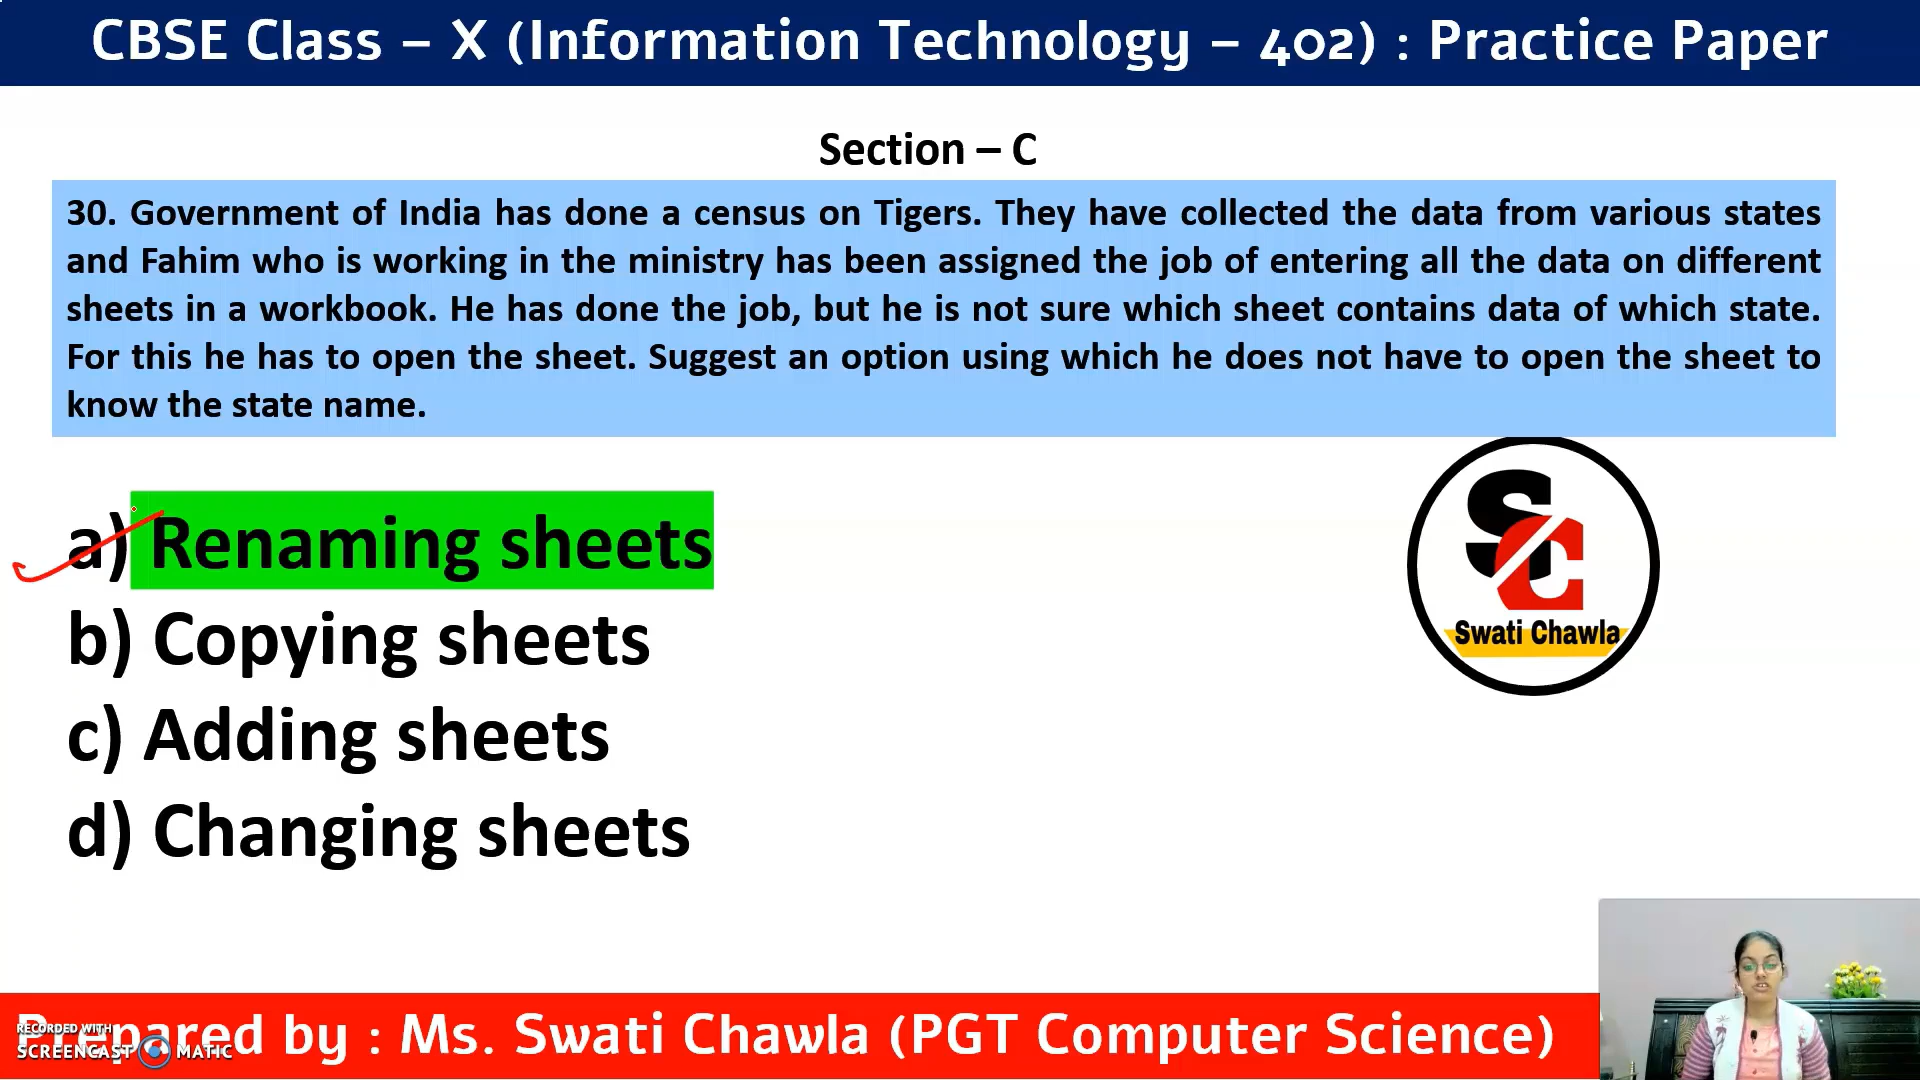 CBSE Class – X (Information Technology – 402) : Practice Paper
Section – C
30. Government of India has done a census on Tigers. They have collected the data from various states
and Fahim who is working in the ministry has been assigned the job of entering all the data on different
sheets in a workbook. He has done the job, but he is not sure which sheet contains data of which state.
For this he has to open the sheet. Suggest an option using which he does not have to open the sheet to
know the state name.
a) Renaming sheets
b) Copying sheets
c) Adding sheets
d) Changing sheets
SC
Swati Chawla
Prepared by : Ms. Swati Chawla (PGT Computer Science)
RECORDED WITH
SCREENCAST MATIC